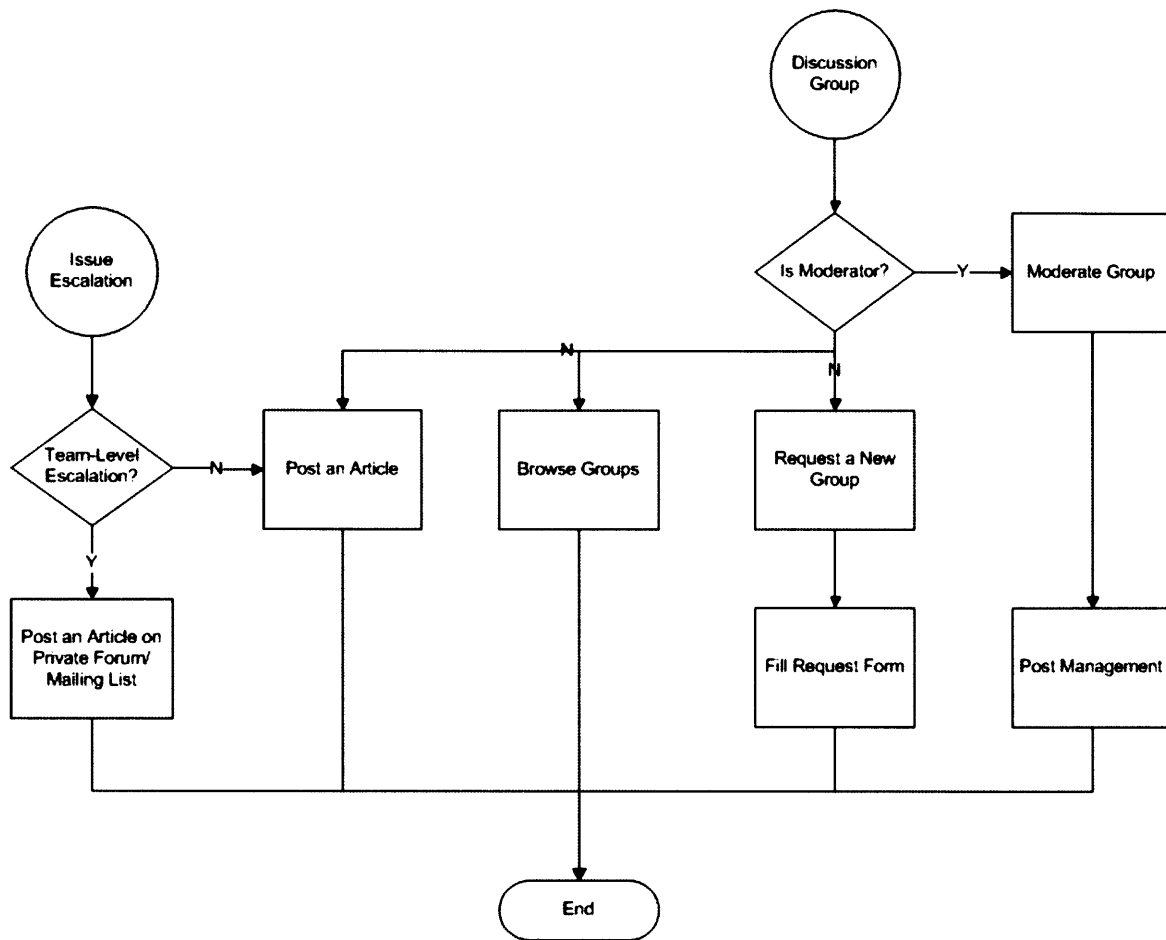 Discussion
Group
Issue
Escalation
Is Moderator?
Y
Moderate Group
N
N
Team-Level
Escalation?
N
Post an Article
Browse Groups
Request a New
Group
Y
Post an Article on
Private Forum/
Mailing List
Fill Request Form
Post Management
End